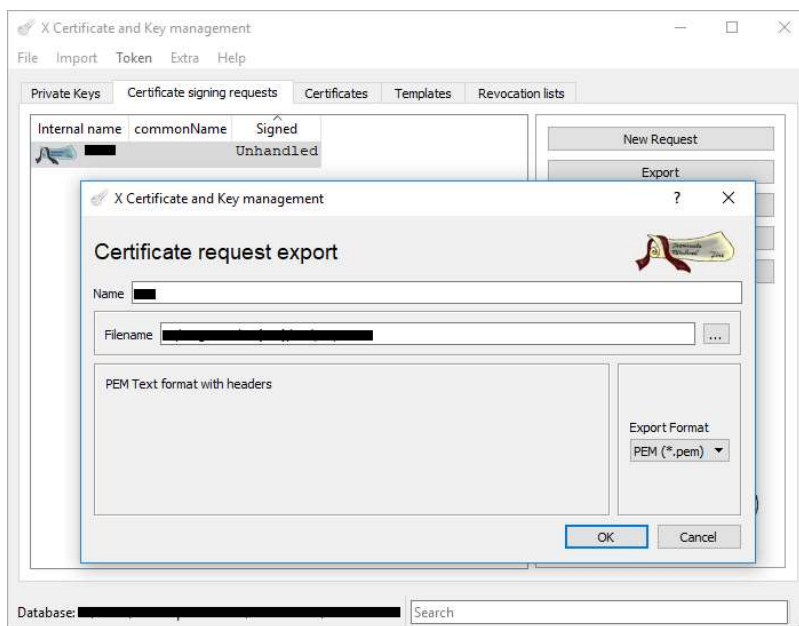 X Certificate and Key management
File Import Token Extra Help
Private Keys Certificate signing requests Certificates Templates Revocation lists
Internal name commonName Signed
Unhandled
New Request
Export
X Certificate and Key management
Certificate request export
Name
Filename ...
PEM Text format with headers
Export Format
PEM (*.pem)
OK Cancel
Database:
Search